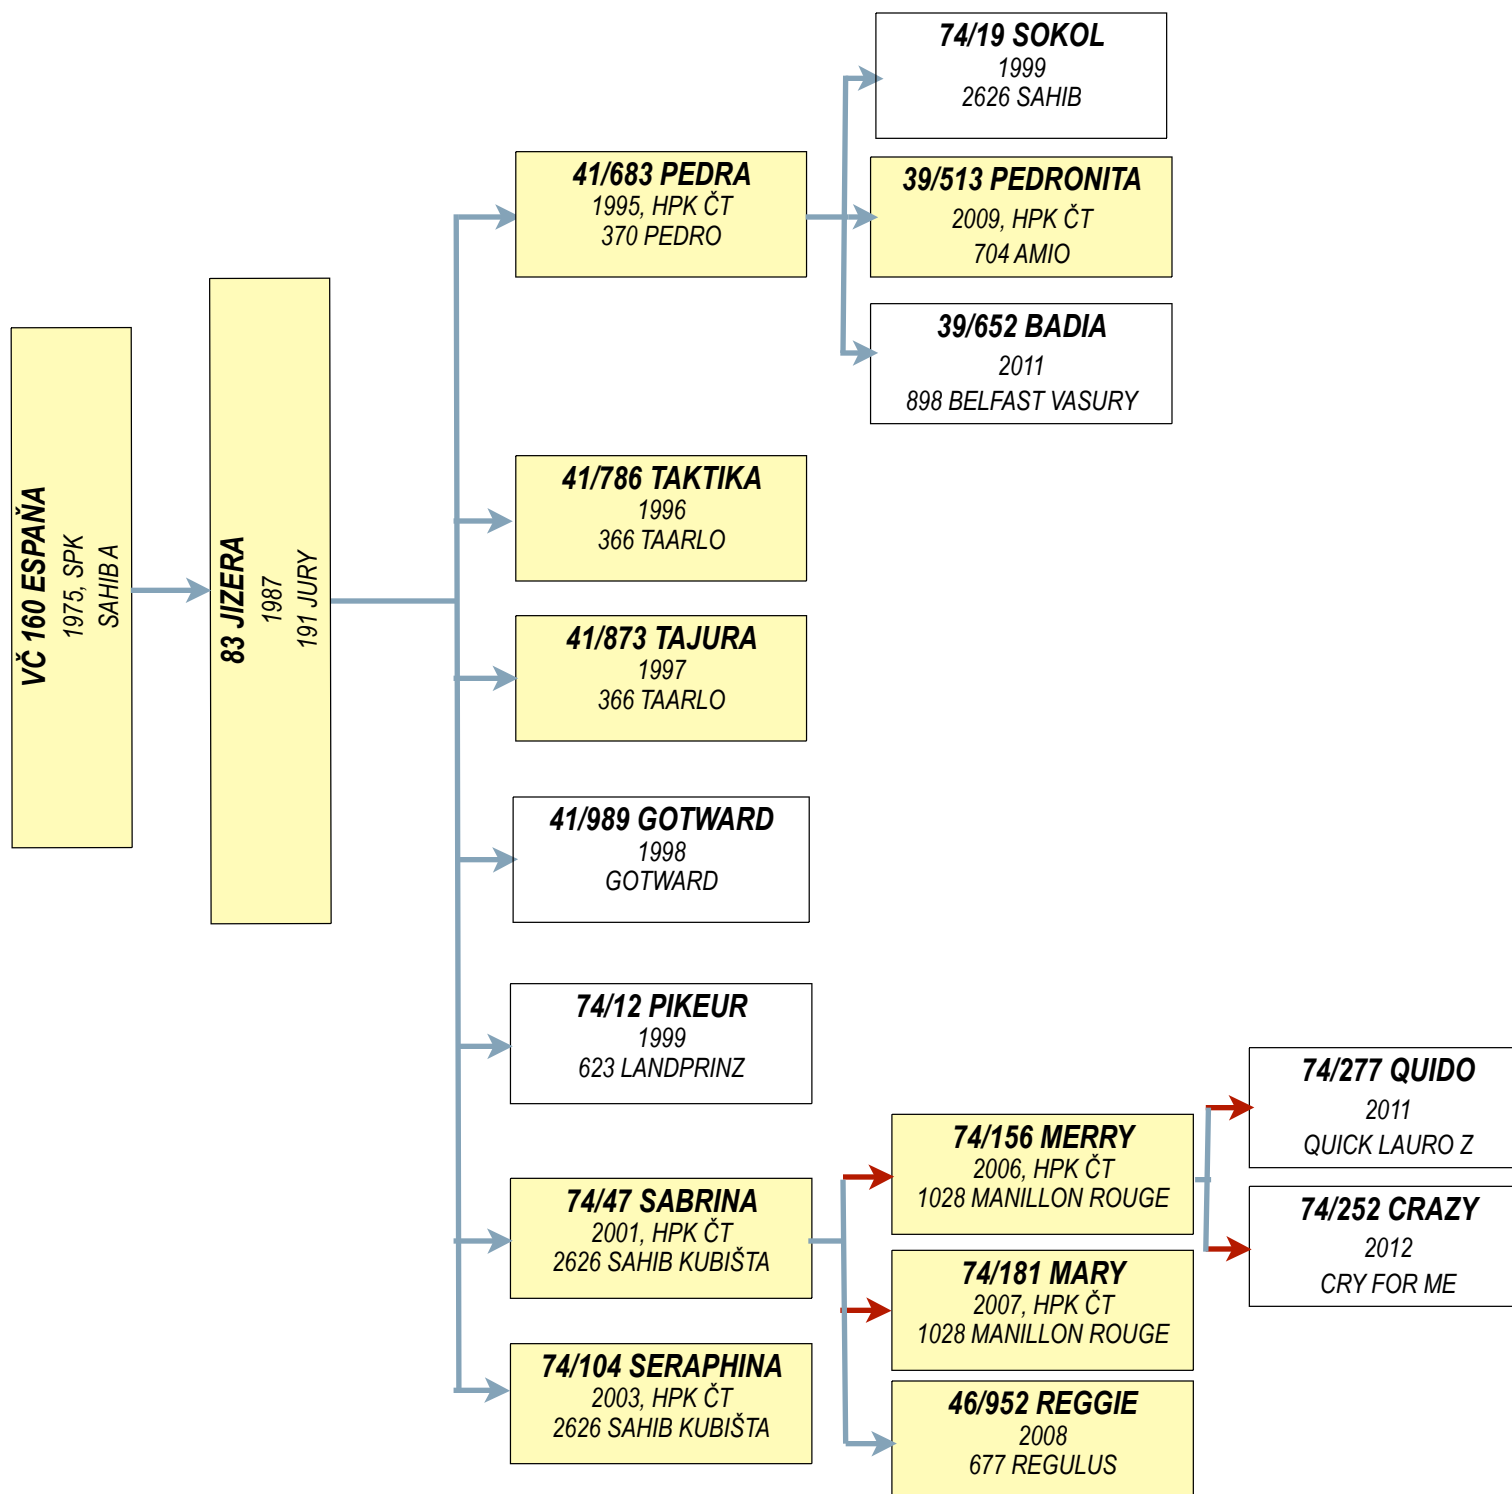 VČ 160 ESPAÑA
1975, SPK
SAHIB A
83 JIZERA
1987
191 JURY
41/683 PEDRA
1995, HPK ČT
370 PEDRO
74/19 SOKOL
1999
2626 SAHIB
39/513 PEDRONITA
2009, HPK ČT
704 AMIO
39/652 BADIA
2011
898 BELFAST VASURY
41/786 TAKTIKA
1996
366 TAARLO
41/873 TAJURA
1997
366 TAARLO
41/989 GOTWARD
1998
GOTWARD
74/12 PIKEUR
1999
623 LANDPRINZ
74/47 SABRINA
2001, HPK ČT
2626 SAHIB KUBIŠTA
74/156 MERRY
2006, HPK ČT
1028 MANILLON ROUGE
74/277 QUIDO
2011
QUICK LAURO Z
74/252 CRAZY
2012
CRY FOR ME
74/181 MARY
2007, HPK ČT
1028 MANILLON ROUGE
46/952 REGGIE
2008
677 REGULUS
74/104 SERAPHINA
2003, HPK ČT
2626 SAHIB KUBIŠTA